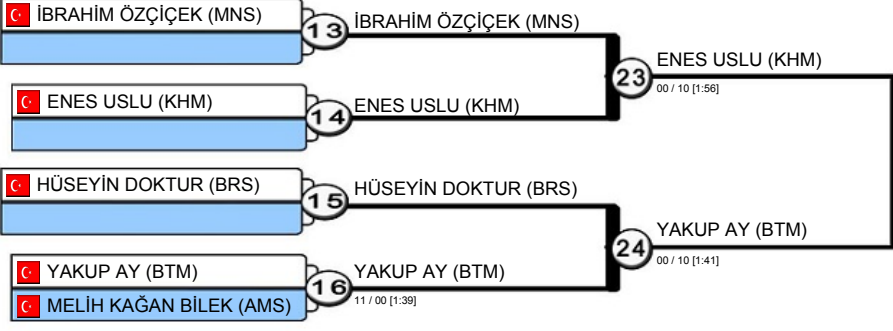 İBRAHİM ÖZÇİÇEK (MNS)
13
İBRAHİM ÖZÇİÇEK (MNS)
ENES USLU (KHM)
23
00 / 10 [1:56]
ENES USLU (KHM)
14
ENES USLU (KHM)
HÜSEYİN DOKTUR (BRS)
15
HÜSEYİN DOKTUR (BRS)
YAKUP AY (BTM)
24
00 / 10 [1:41]
YAKUP AY (BTM)
16
YAKUP AY (BTM)
11 / 00 [1:39]
MELİH KAĞAN BİLEK (AMS)